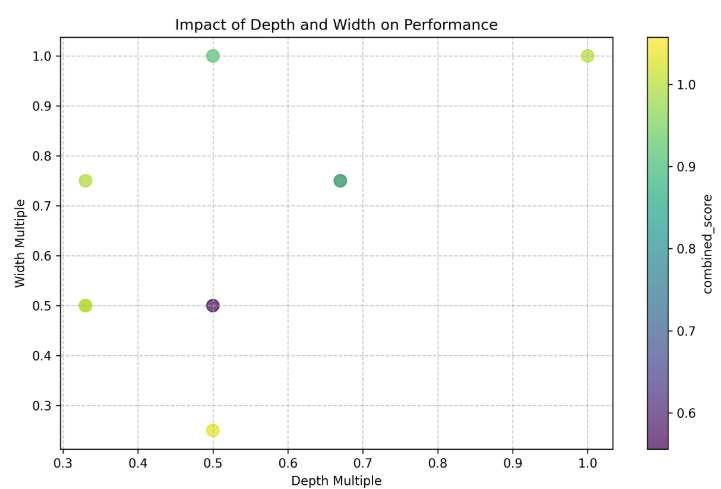 Impact of Depth and Width on Performance
Width Multiple
1.0
0.9
0.8
0.7
0.6
0.5
0.4
0.3
0.3 0.4 0.5 0.6 0.7 0.8 0.9 1.0
Depth Multiple
1.0
0.9
0.8
0.7
0.6
combined_score